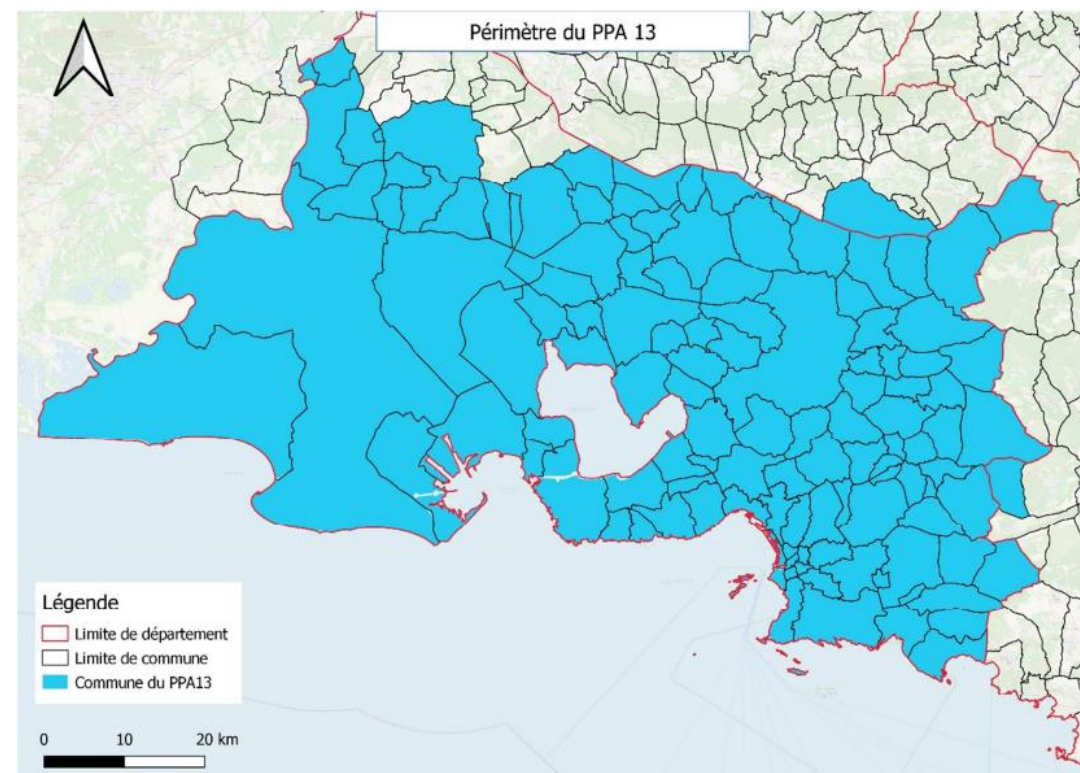 Périmètre du PPA 13
Légende
Limite de département
Limite de commune
Commune du PPA13
0 10 20 km